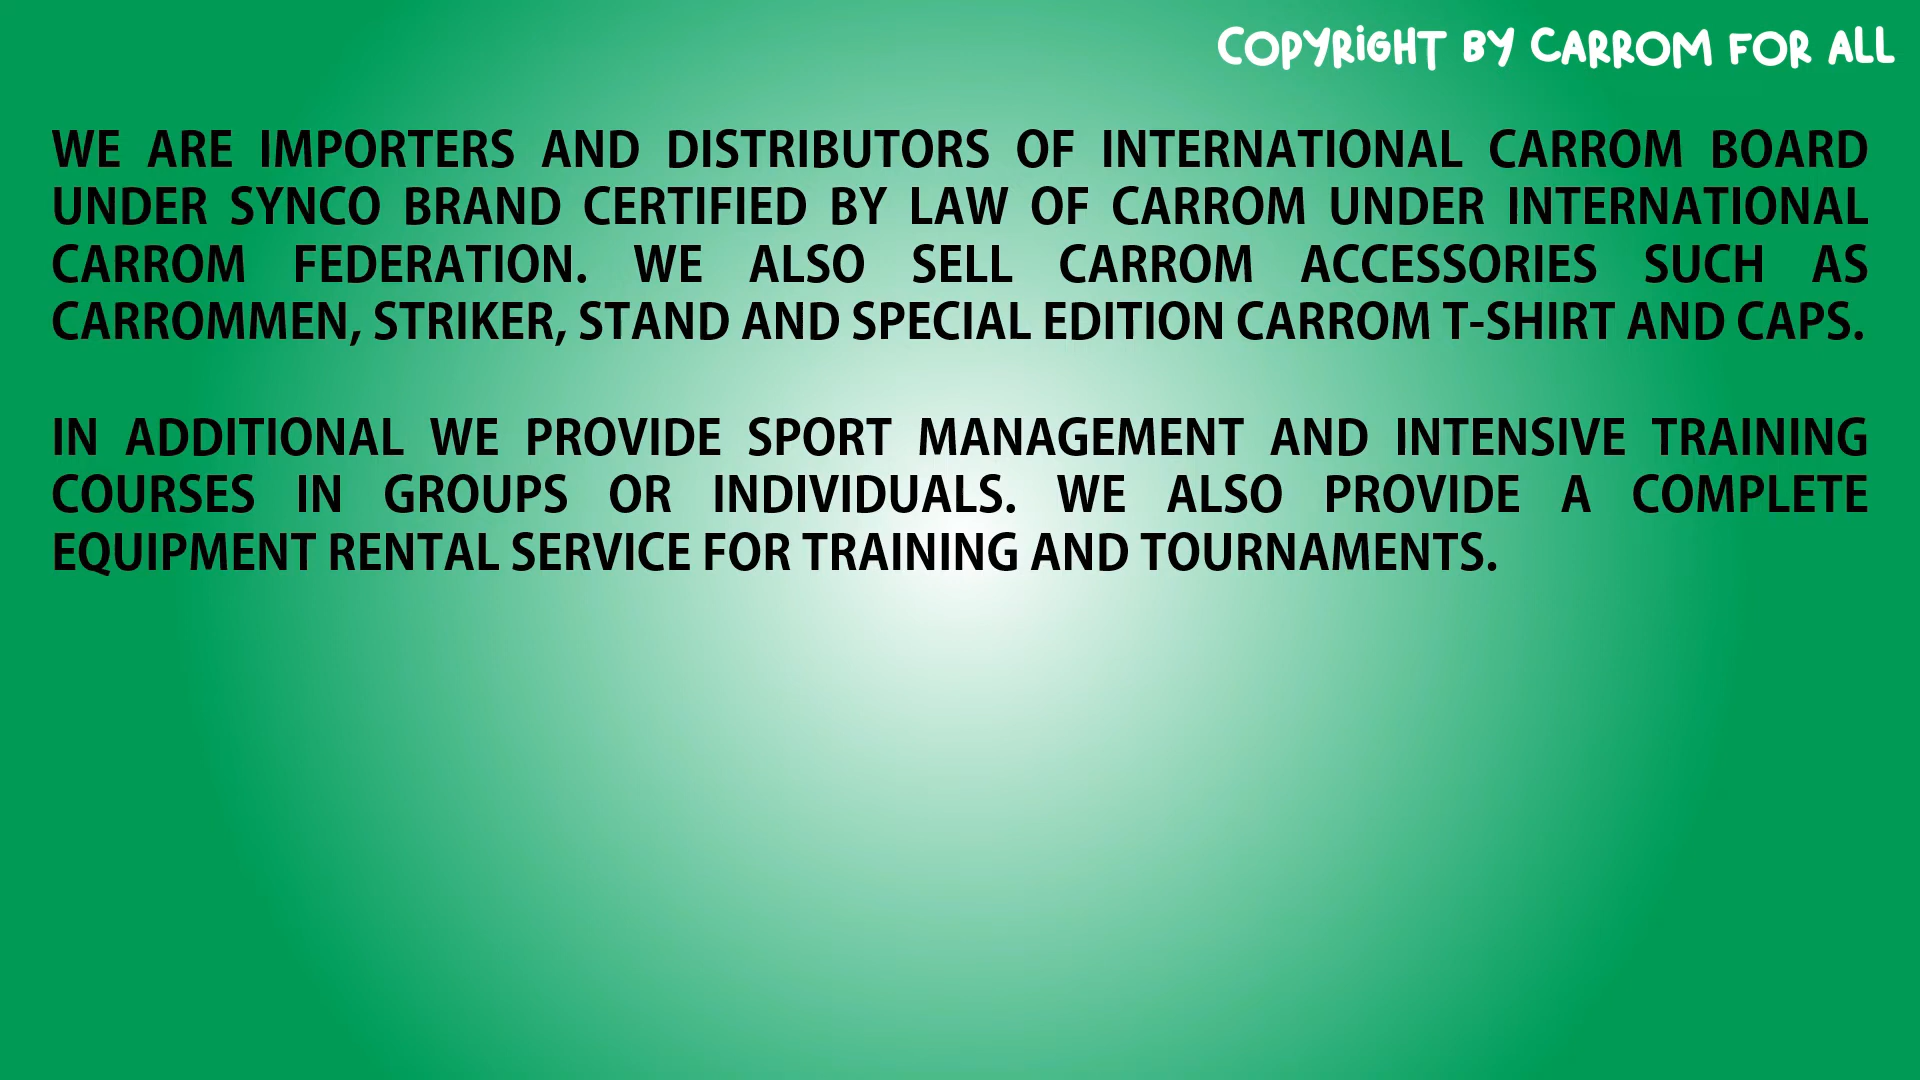 COPYRiGHT BY CARROM FOR ALL
WE ARE IMPORTERS AND DISTRIBUTORS OF INTERNATIONAL CARROM BOARD
UNDER SYNCO BRAND CERTIFIED BY LAW OF CARROM UNDER INTERNATIONAL
CARROM FEDERATION. WE ALSO SELL CARROM ACCESSORIES SUCH AS
CARROMMEN, STRIKER, STAND AND SPECIAL EDITION CARROM T-SHIRT AND CAPS.
IN ADDITIONAL WE PROVIDE SPORT MANAGEMENT AND INTENSIVE TRAINING
COURSES IN GROUPS OR INDIVIDUALS. WE ALSO PROVIDE A COMPLETE
EQUIPMENT RENTAL SERVICE FOR TRAINING AND TOURNAMENTS.